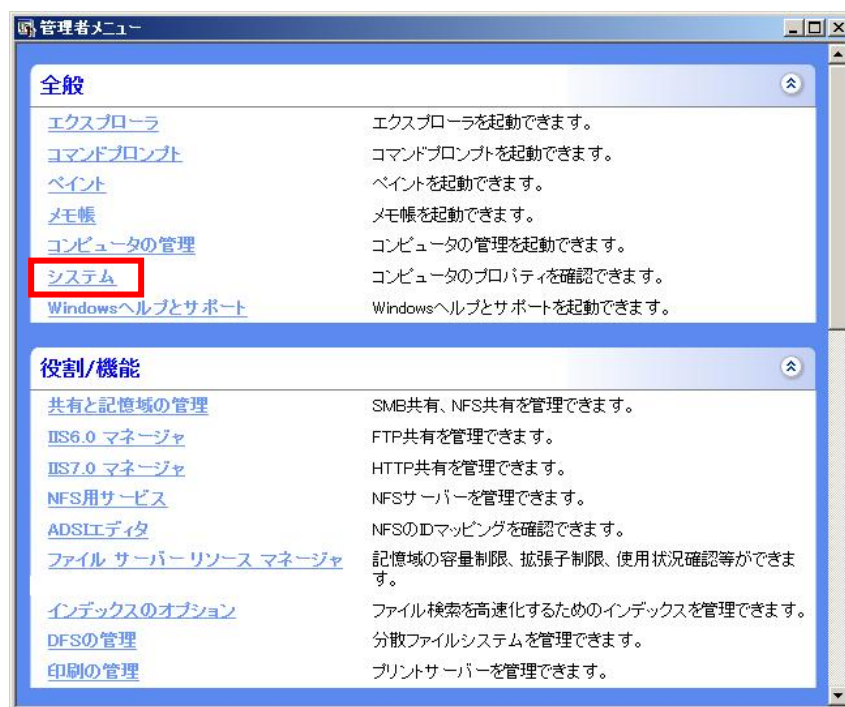 管理者メニュー
全般
エクスプローラ エクスプローラを起動できます。
コマンドプロンプト コマンドプロンプトを起動できます。
ペイント ペイントを起動できます。
メモ帳 メモ帳を起動できます。
コンピュータの管理 コンピュータの管理を起動できます。
システム コンピュータのプロパティを確認できます。
Windowsヘルプとサポート Windowsヘルプとサポートを起動できます。
役割/機能
共有と記憶域の管理 SMB共有、NFS共有を管理できます。
IIS6.0 マネージャ FTP共有を管理できます。
IIS7.0 マネージャ HTTP共有を管理できます。
NFS用サービス NFSサーバーを管理できます。
ADSIエディタ NFSのIDマッピングを確認できます。
ファイル サーバー リソース マネージャ 記憶域の容量制限、拡張子制限、使用状況確認等ができま
す。
インデックスのオプション ファイル検索を高速化するためのインデックスを管理できます。
DFSの管理 分散ファイルシステムを管理できます。
印刷の管理 プリントサーバーを管理できます。